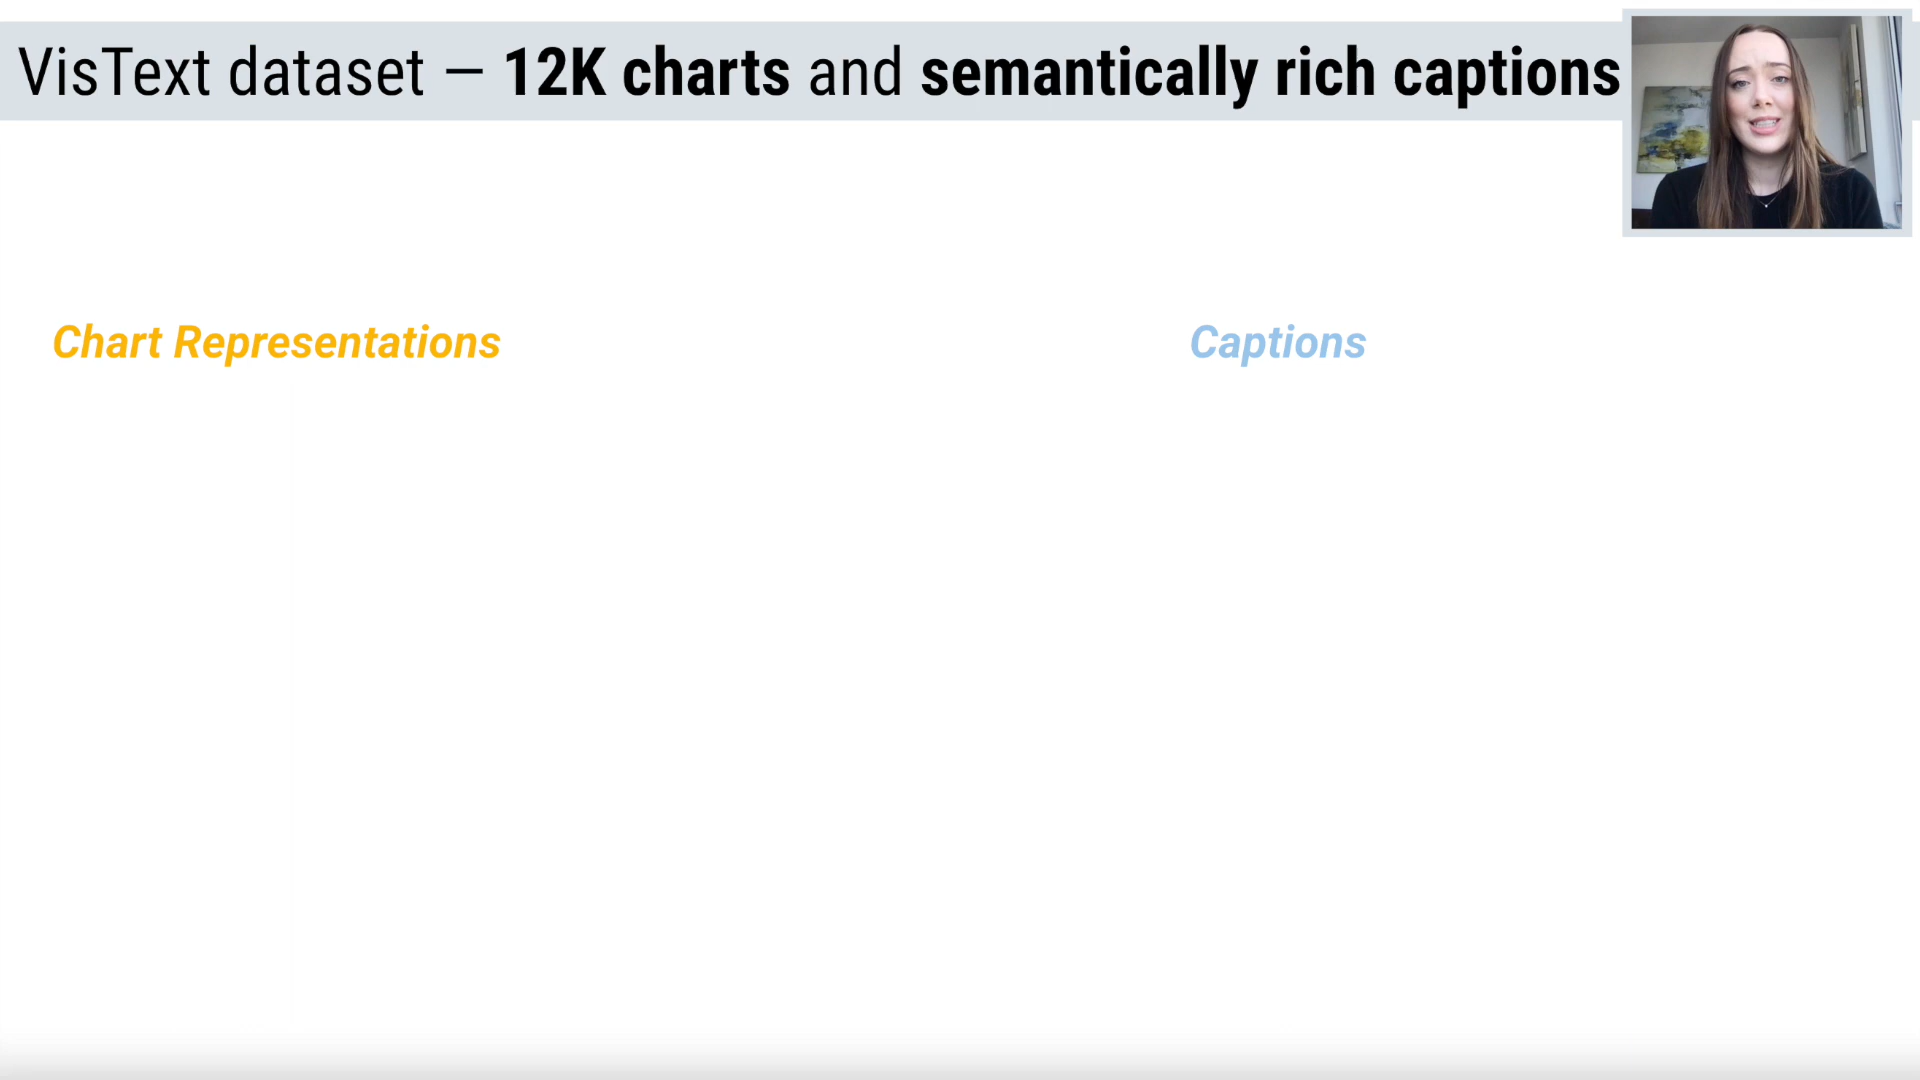 VisText dataset — 12K charts and semantically rich captions
Chart Representations
Captions